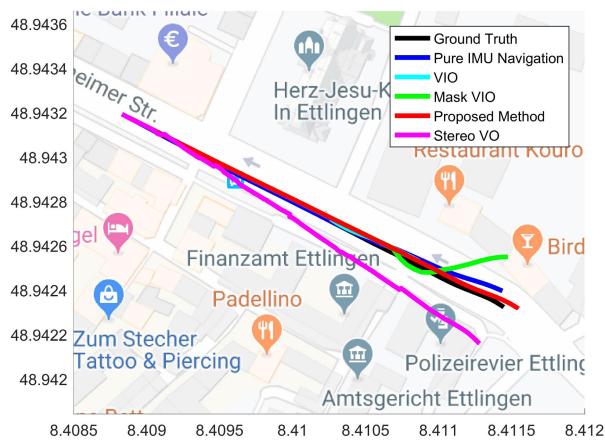 48.9436
48.9434
48.9432
48.943
48.9428
48.9426
48.9424
48.9422
48.942
8.4085
8.409
8.4095
8.41
8.4105
8.411
8.4115
8.412
Ground Truth
Pure IMU Navigation
VIO
Mask VIO
Proposed Method
Stereo VO
Bank Filiale
€
heimer Str.
Herz-Jesu-K
In Ettlingen
Restaurant Kouro
gel
Finanzamt Ettlingen
Bird
Padellino
Zum Stecher
Tattoo & Piercing
Polizeirevier Ettling
Amtsgericht Ettlingen